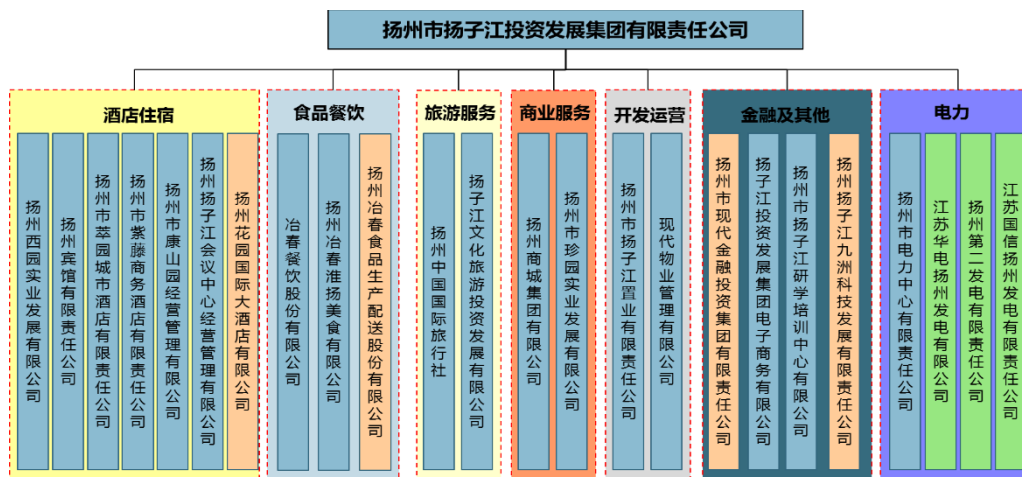 扬州市扬子江投资发展集团有限责任公司
酒店住宿
扬州西园实业发展有限公司
扬州宾馆有限责任公司
扬州市萃园城市酒店有限责任公司
扬州市紫藤商务酒店有限责任公司
扬州市康山园经营管理有限公司
扬州扬子江会议中心经营管理有限公司
扬州花园国际大酒店有限公司
食品餐饮
冶春餐饮股份有限公司
扬州冶春淮扬美食有限公司
扬州冶春食品生产配送股份有限公司
旅游服务
扬州中国国际旅行社
扬子江文化旅游投资发展有限公司
商业服务
扬州商城集团有限公司
扬州市珍园实业发展有限公司
开发运营
扬州市扬子江置业有限责任公司
现代物业管理有限公司
金融及其他
扬州市现代金融投资集团有限责任公司
扬子江投资发展集团电子商务有限公司
扬州市扬子江研学培训中心有限公司
扬州扬子江九洲科技发展有限责任公司
电力
扬州市电力中心有限责任公司
江苏华电扬州发电有限公司
扬州第二发电有限责任公司
江苏国信扬州发电有限责任公司